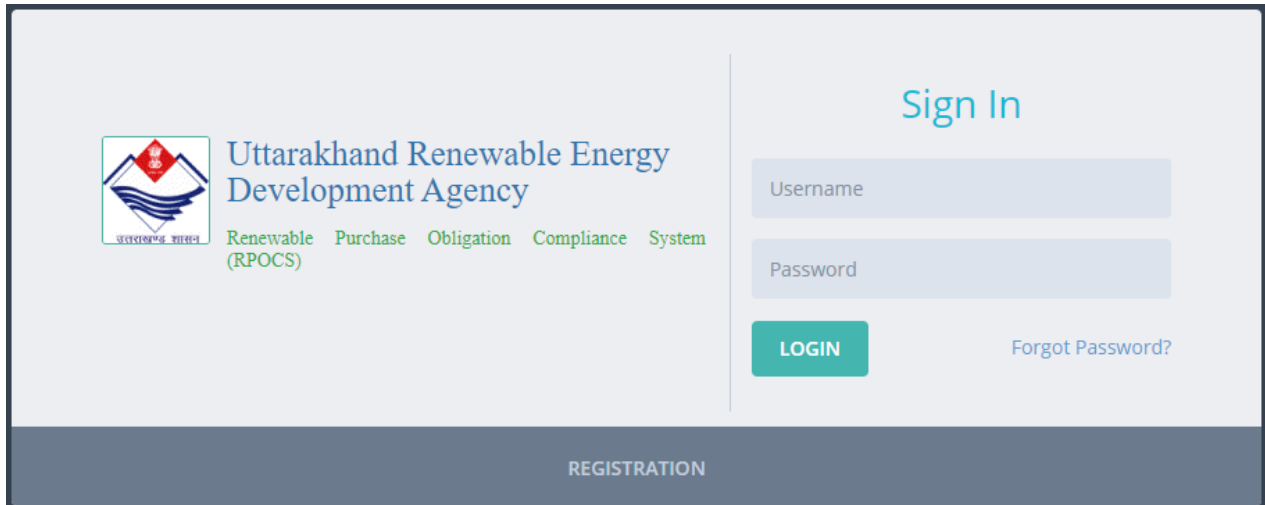 उत्तराखण्ड शासन
Uttarakhand Renewable Energy
Development Agency
Renewable Purchase Obligation Compliance System
(RPOCS)
Sign In
Username
Password
LOGIN
Forgot Password?
REGISTRATION